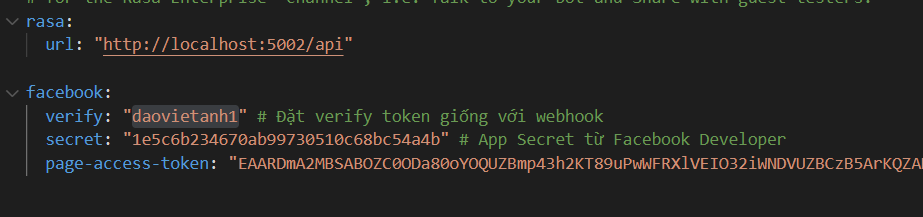 # for the Rasa Enterprise "channel", i.e. Talk to your bot and Share with guest testers.
rasa:
url: "http://localhost:5002/api"
facebook:
verify: "daovietanh1" # Đặt verify token giống với webhook
secret: "1e5c6b234670ab99730510c68bc54a4b" # App Secret từ Facebook Developer
page-access-token: "EAARDmA2MBSABOZC0ODa80oYOQUZBmp43h2KT89uPwWFRXlVEIO32iWNDVUZBCzB5ArKQZA